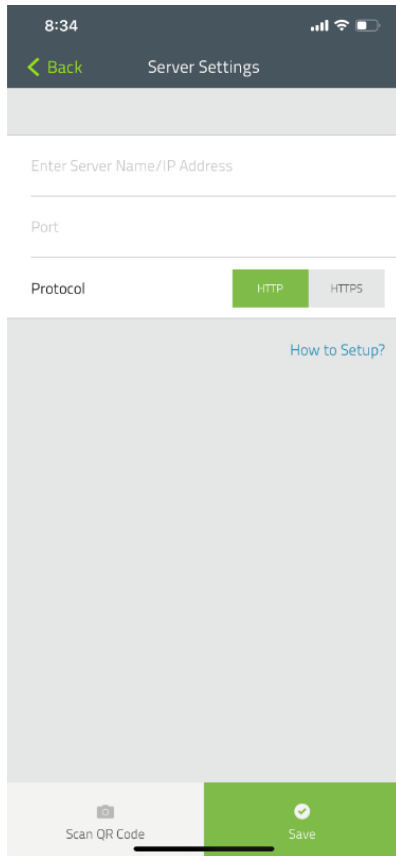 8:34
Back Server Settings
Enter Server Name/IP Address
Port
Protocol HTTP HTTPS
How to Setup?
Scan QR Code Save